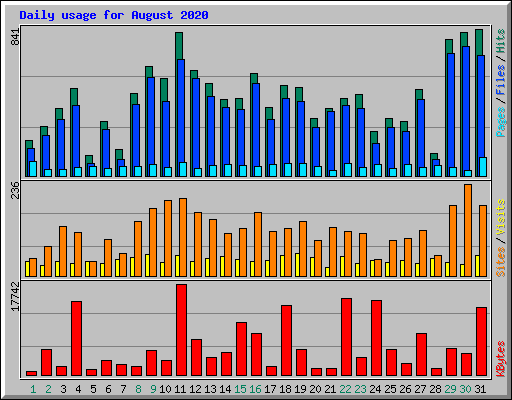 Daily usage for August 2020
841
Pages/Files/Hits
236
Sites/Visits
17742
KBytes
1 2 3 4 5 6 7 8 9 10 11 12 13 14 15 16 17 18 19 20 21 22 23 24 25 26 27 28 29 30 31